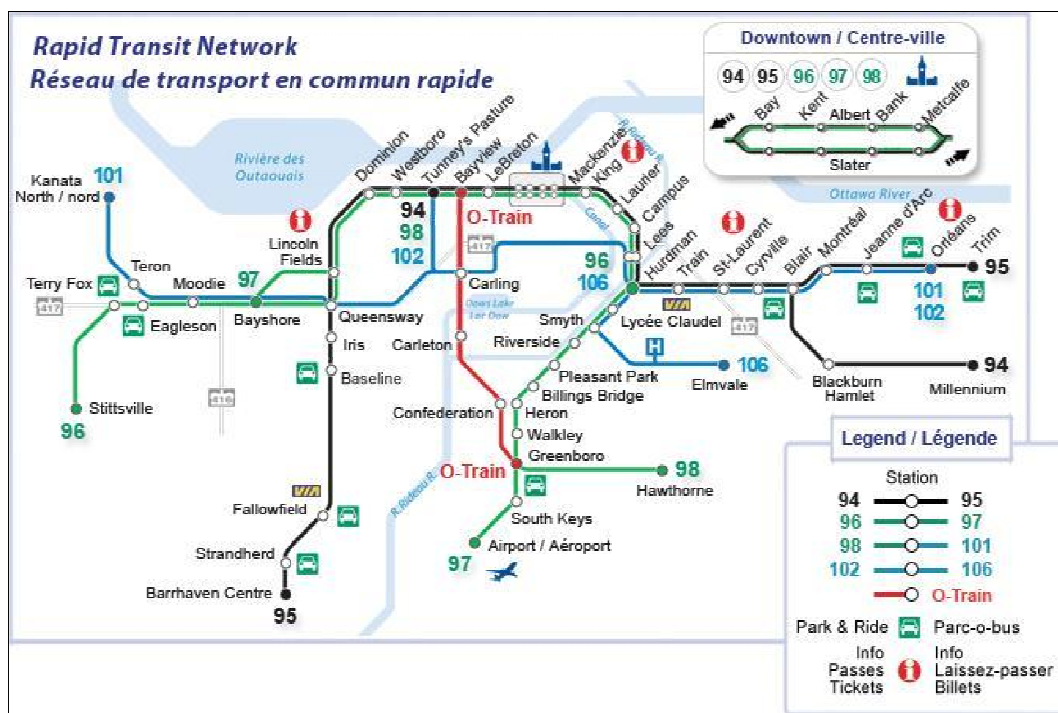 Rapid Transit Network
Réseau de transport en commun rapide
Downtown / Centre-ville
94 95 96 97 98
Bay
Kent
Albert
Bank
Metcalfe
Slater
Rivière des
Outaouais
R. Rideau R.
Ottawa River
Canal
101
Kanata
North / nord
Teron
Terry Fox
417
Moodie
Eagleson
97
Bayshore
416
Stittsville
96
Lincoln
Fields
Queensway
Iris
Baseline
Fallowfield
VIA
Strandherd
Barrhaven Centre
95
Dominion
Westboro
Tunney's Pasture
Bayview
LeBreton
94
98
102
O-Train
417
Carling
Carleton
Confederation
O-Train
R. Rideau R.
Mackenzie
King
Laurier
Campus
Lees
Hurdman
96
106
Train
St-Laurent
Cyrville
Blair
Montréal
Jeanne d'Arc
Orléans
Trim
95
101
102
VIA
Lycée Claudel
417
Smyth
Riverside
H
106
Elmvale
Pleasant Park
Billings Bridge
Heron
Walkley
Greenboro
98
Hawthorne
South Keys
97
Airport / Aéroport
Blackburn
Hamlet
94
Millennium
Legend / Légende
Station
94 95
96 97
98 101
102 106
O-Train
Park & Ride Parc-o-bus
Info Info
Passes Laissez-passer
Tickets Billets